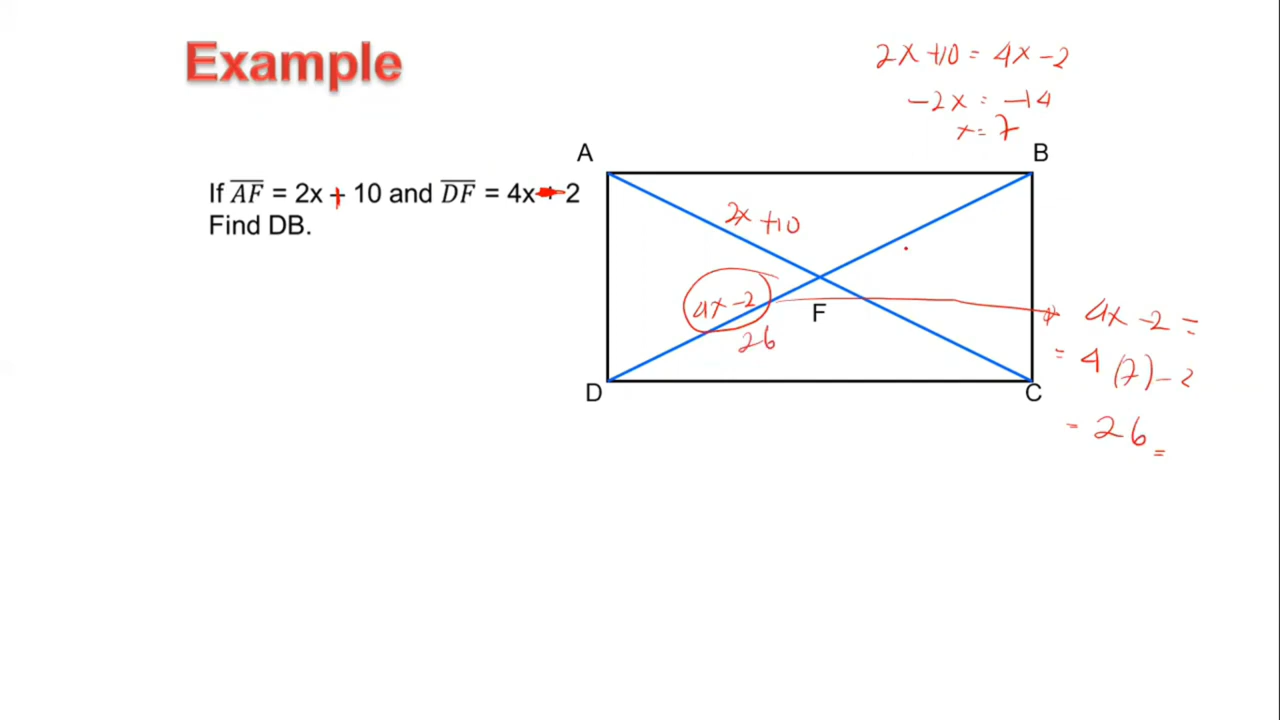 Example
2x +10 = 4x -2
-2x = -14
x = 7
A
B
If AF = 2x + 10 and DF = 4x - 2
Find DB.
2x +10
4x -2
26
F
4x -2 =
= 4 (7) - 2
= 26
D
C